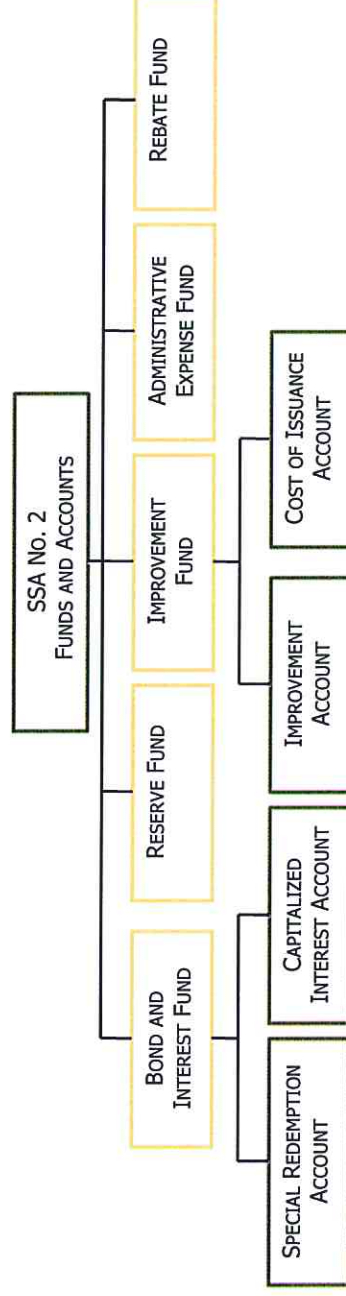 SSA No. 2
FUNDS AND ACCOUNTS
BOND AND
INTEREST FUND
RESERVE FUND
IMPROVEMENT
FUND
ADMINISTRATIVE
EXPENSE FUND
REBATE FUND
SPECIAL REDEMPTION
ACCOUNT
CAPITALIZED
INTEREST ACCOUNT
IMPROVEMENT
ACCOUNT
COST OF ISSUANCE
ACCOUNT